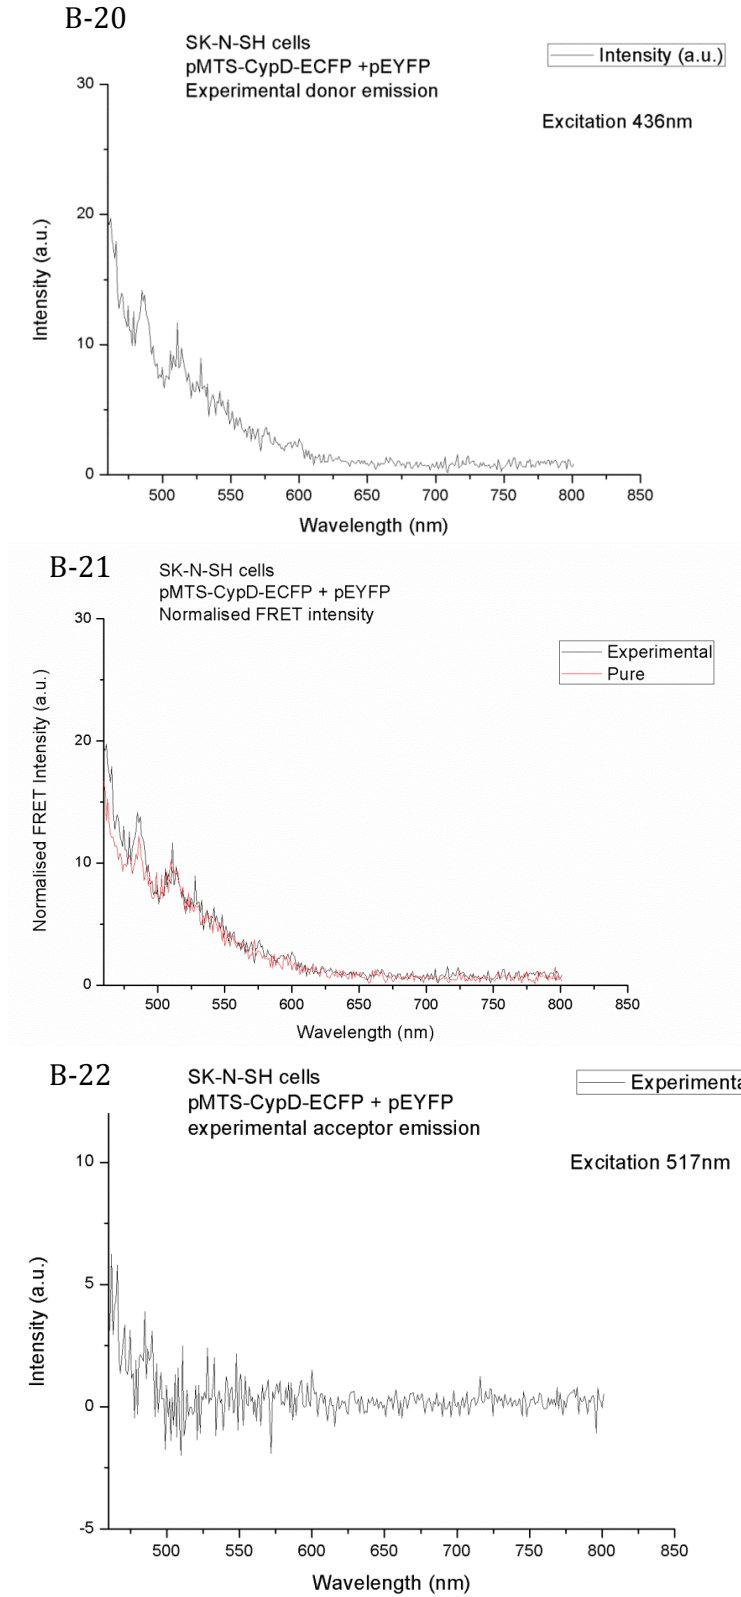 B-20
SK-N-SH cells
pMTS-CypD-ECFP +pEYFP
Experimental donor emission
Intensity (a.u.)
Excitation 436nm
30
20
10
0
Intensity (a.u.)
500 550 600 650 700 750 800 850
Wavelength (nm)
B-21
SK-N-SH cells
pMTS-CypD-ECFP + pEYFP
Normalised FRET intensity
Experimental
Pure
30
20
10
0
Normalised FRET Intensity (a.u.)
500 550 600 650 700 750 800 850
Wavelength (nm)
B-22
SK-N-SH cells
pMTS-CypD-ECFP + pEYFP
experimental acceptor emission
Experimenta
Excitation 517nm
10
5
0
-5
Intensity (a.u.)
500 550 600 650 700 750 800 850
Wavelength (nm)